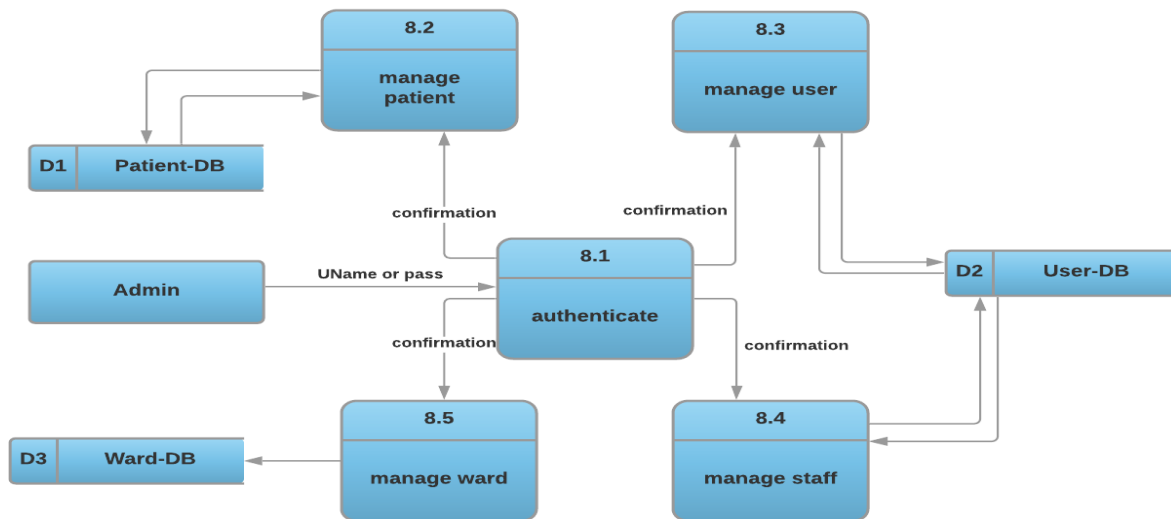 8.2
manage
patient
8.3
manage user
D1
Patient-DB
confirmation
confirmation
8.1
authenticate
Admin
UName or pass
D2
User-DB
confirmation
confirmation
8.5
manage ward
8.4
manage staff
D3
Ward-DB